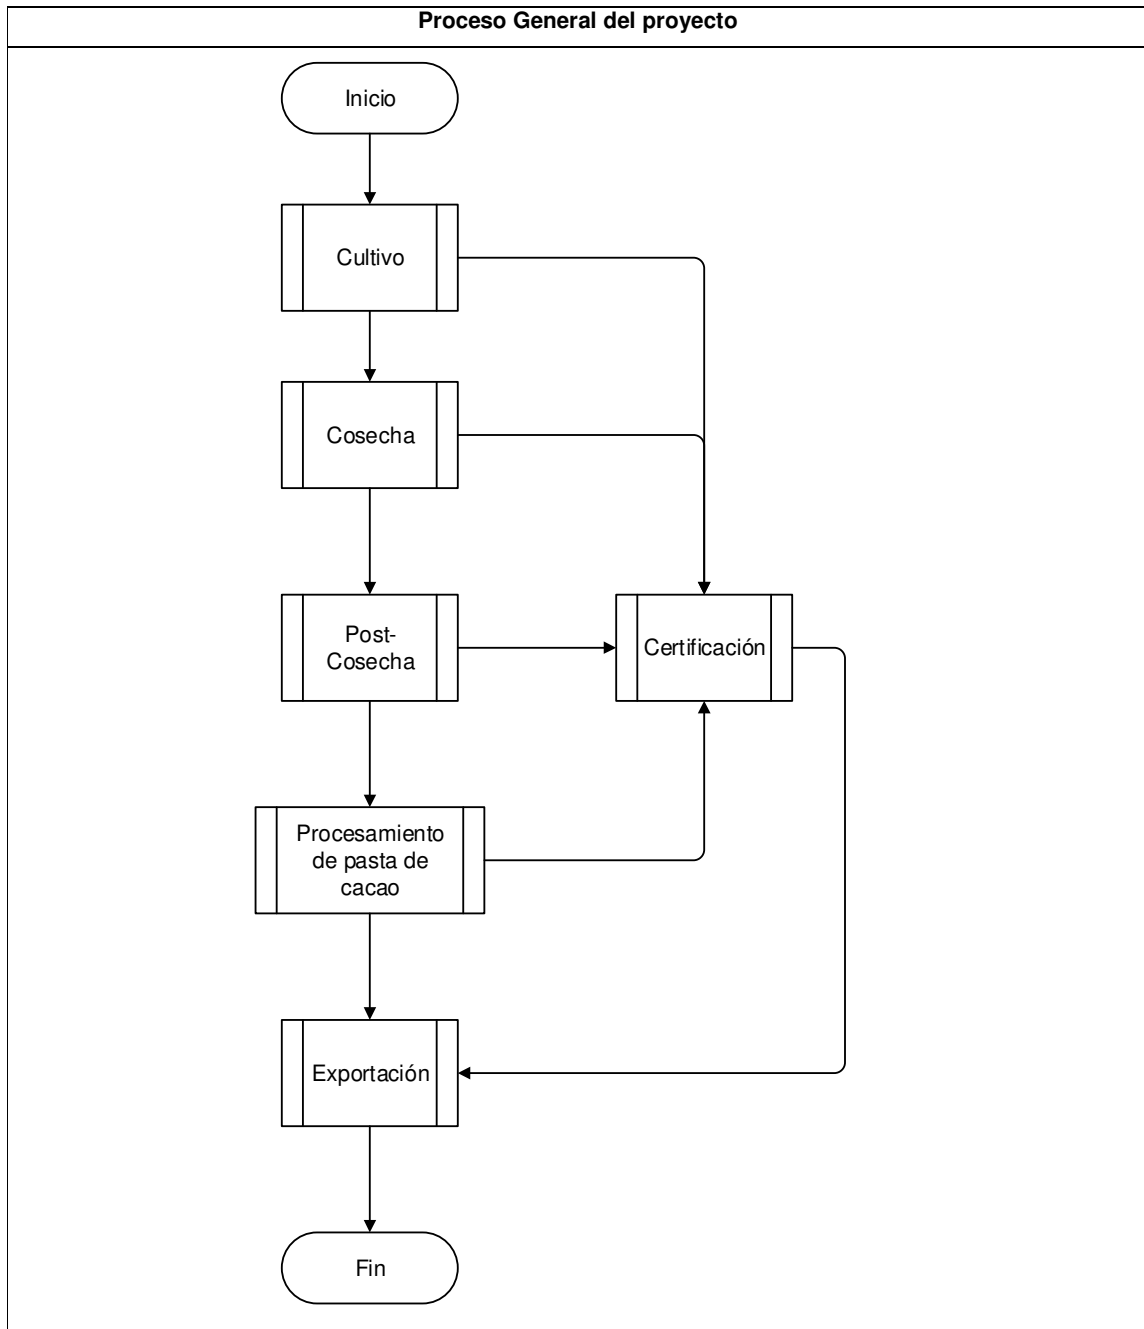 Proceso General del proyecto
Inicio
Cultivo
Cosecha
Post-
Cosecha
Certificación
Procesamiento
de pasta de
cacao
Exportación
Fin